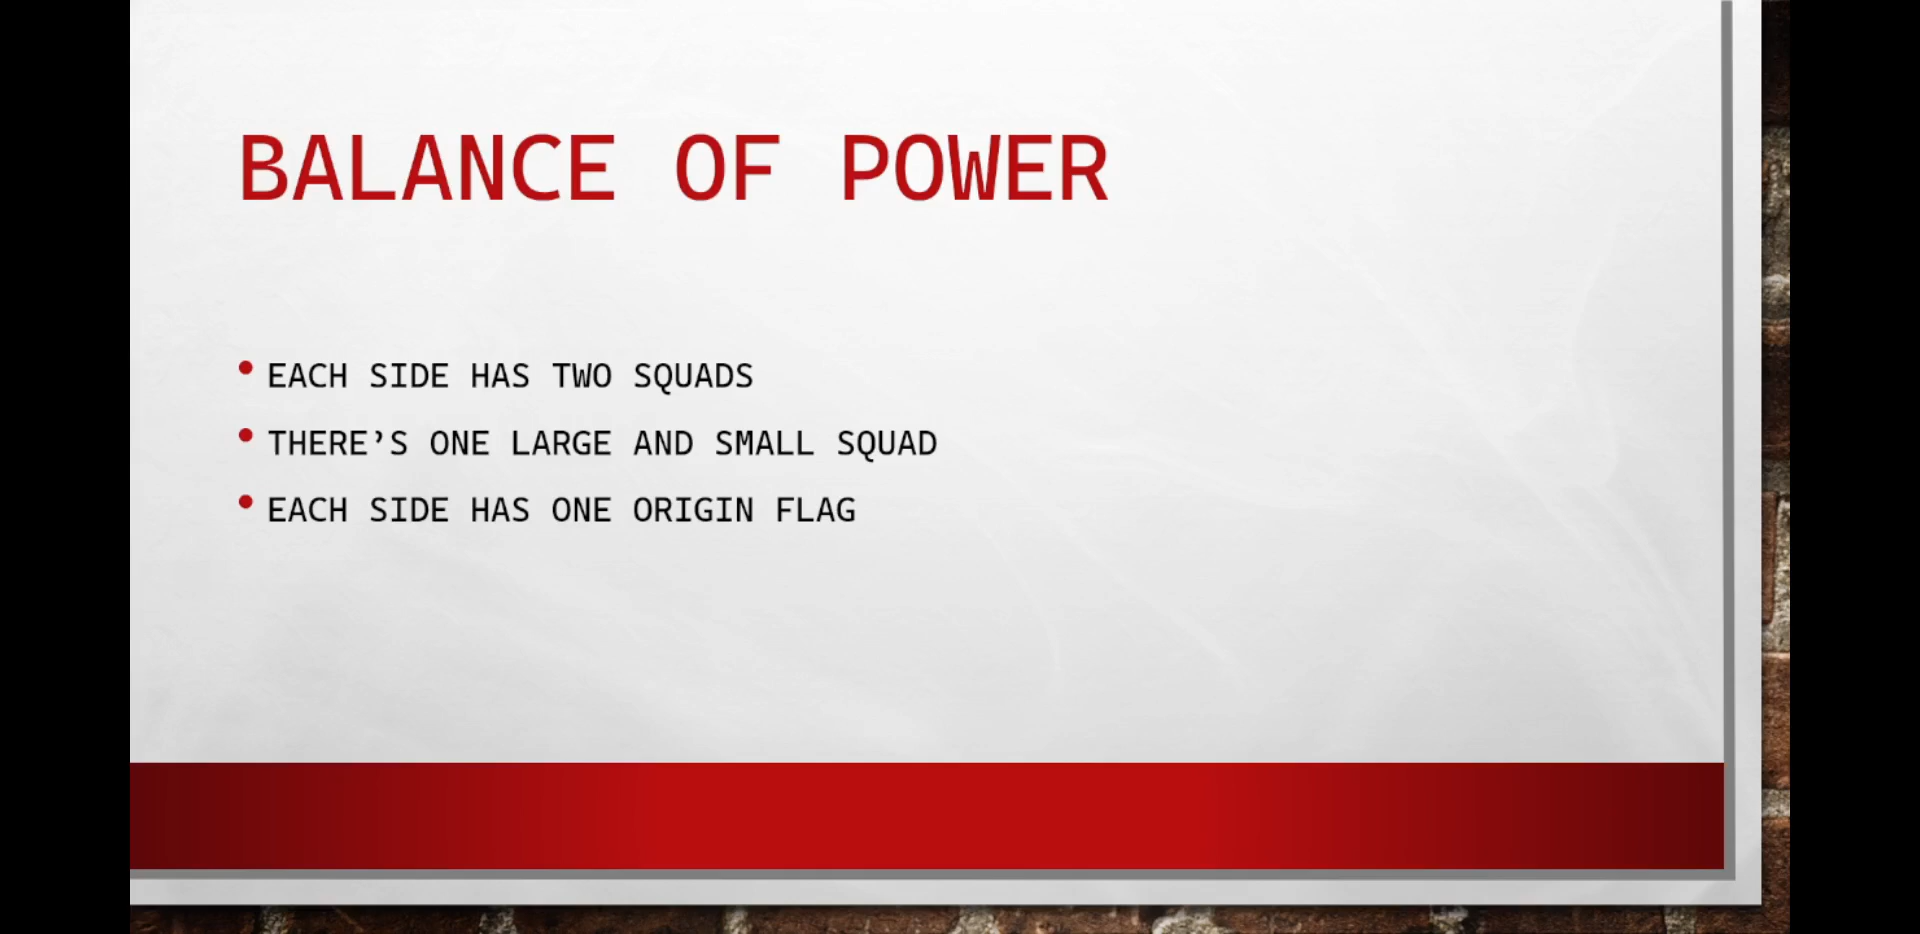 BALANCE OF POWER
• EACH SIDE HAS TWO SQUADS
• THERE’S ONE LARGE AND SMALL SQUAD
• EACH SIDE HAS ONE ORIGIN FLAG